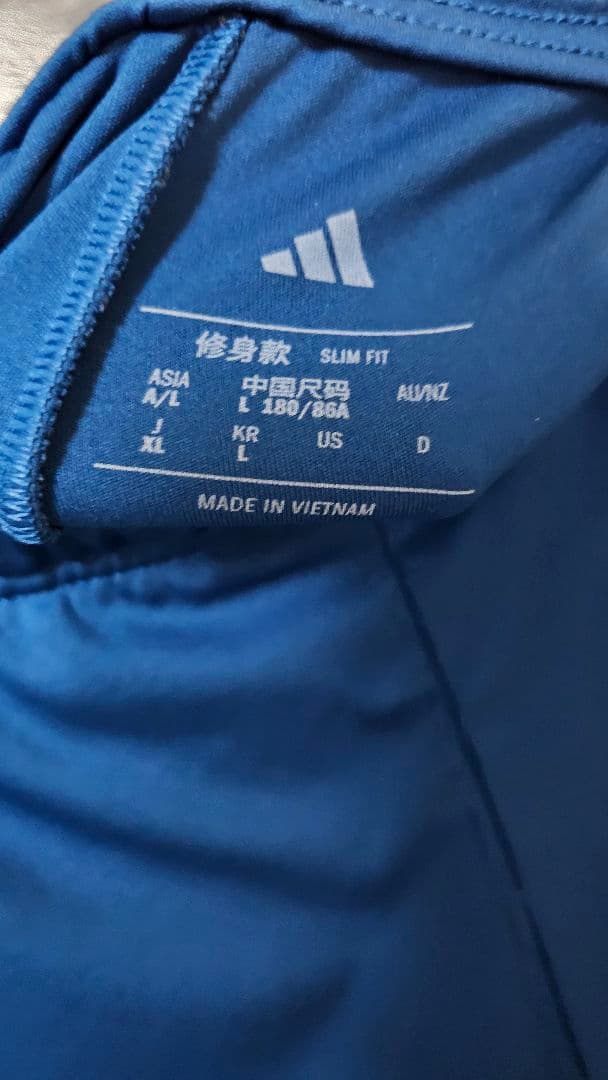 修身款 SLIM FIT
ASIA 中国尺码 AU/NZ
A/L L 180/86A
J KR US D
XL L
MADE IN VIETNAM